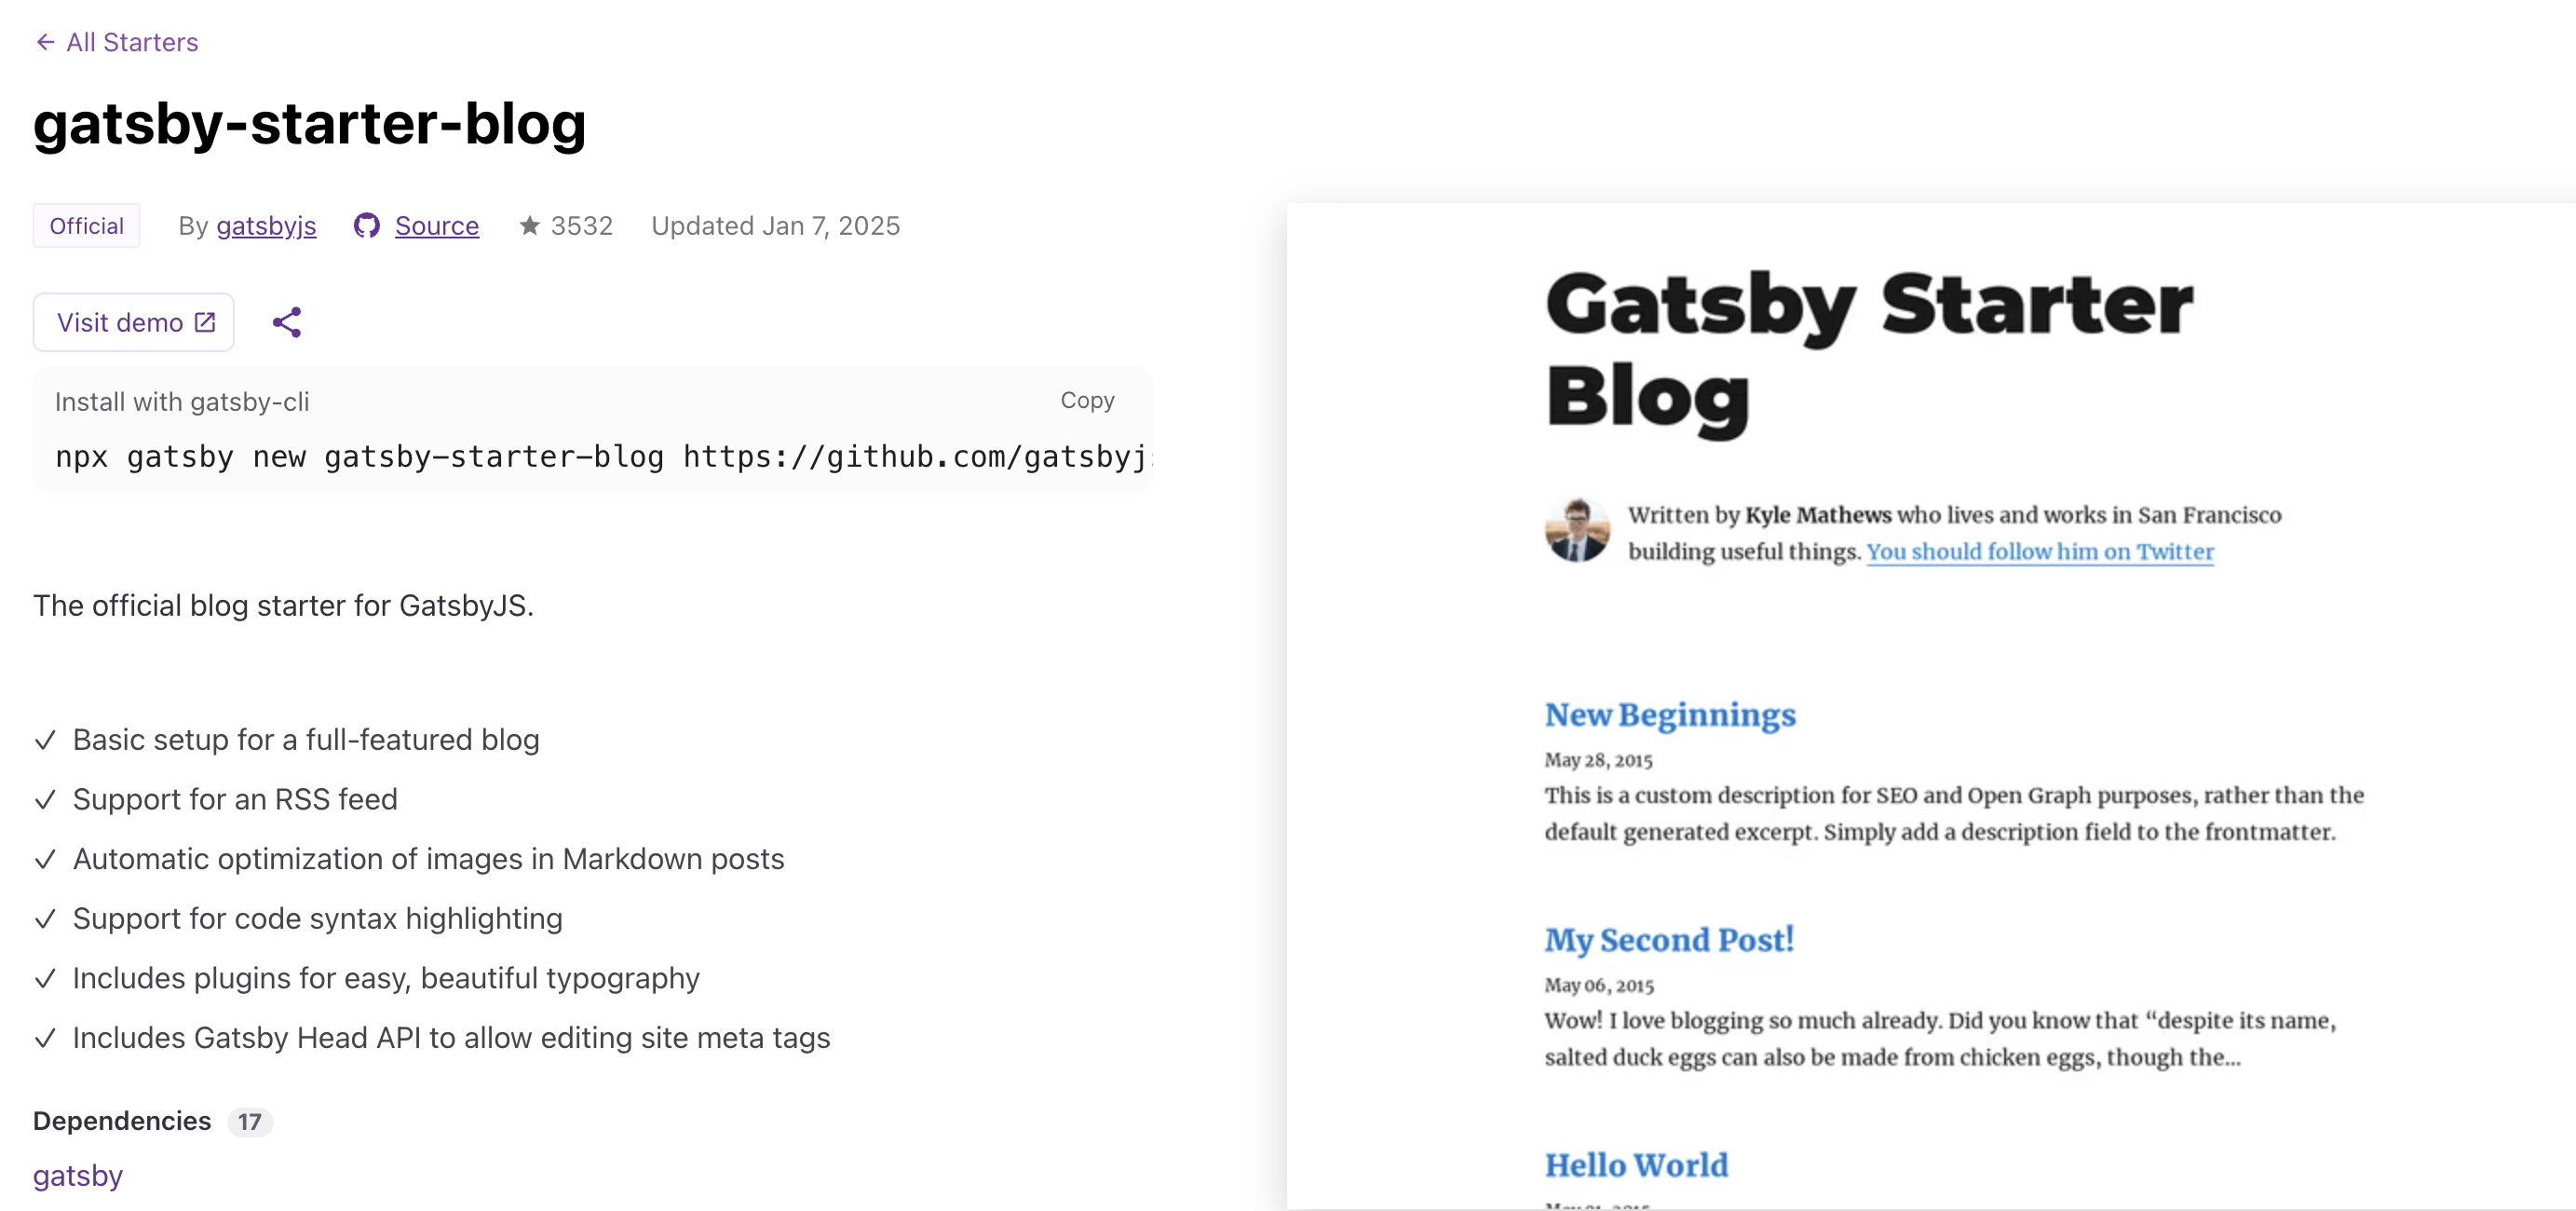 ← All Starters
gatsby-starter-blog
Official By gatsbyjs Source ★ 3532 Updated Jan 7, 2025
Visit demo
Install with gatsby-cli Copy
npx gatsby new gatsby-starter-blog https://github.com/gatsbyj
The official blog starter for GatsbyJS.
✓ Basic setup for a full-featured blog
✓ Support for an RSS feed
✓ Automatic optimization of images in Markdown posts
✓ Support for code syntax highlighting
✓ Includes plugins for easy, beautiful typography
✓ Includes Gatsby Head API to allow editing site meta tags
Dependencies 17
gatsby
Gatsby Starter
Blog
Written by Kyle Mathews who lives and works in San Francisco
building useful things. You should follow him on Twitter
New Beginnings
May 28, 2015
This is a custom description for SEO and Open Graph purposes, rather than the
default generated excerpt. Simply add a description field to the frontmatter.
My Second Post!
May 06, 2015
Wow! I love blogging so much already. Did you know that “despite its name,
salted duck eggs can also be made from chicken eggs, though the...
Hello World